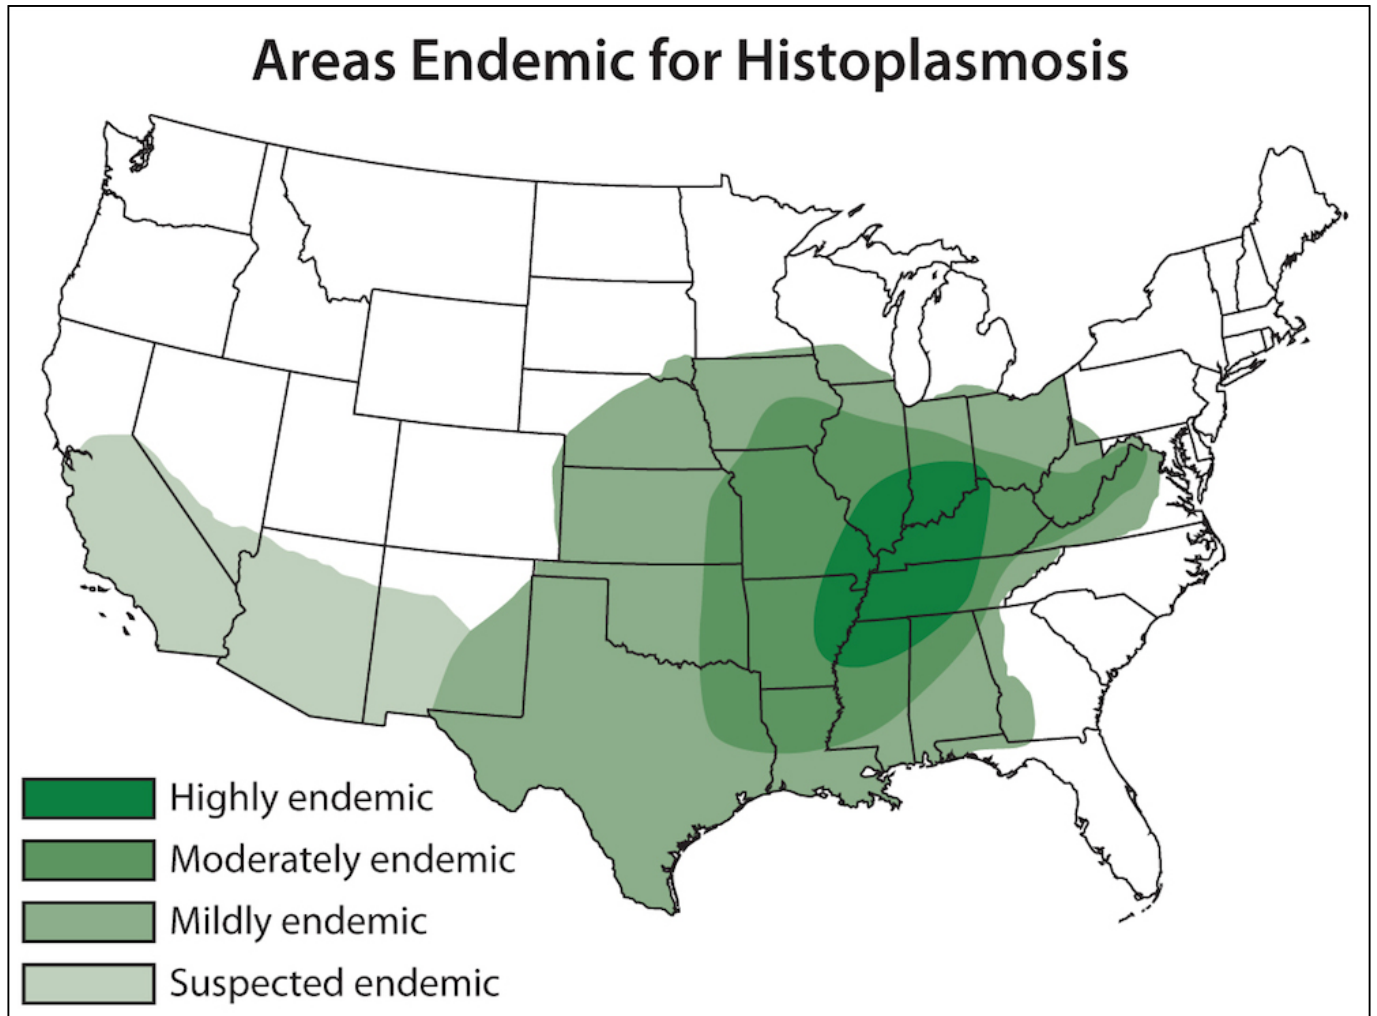 Areas Endemic for Histoplasmosis
Highly endemic
Moderately endemic
Mildly endemic
Suspected endemic